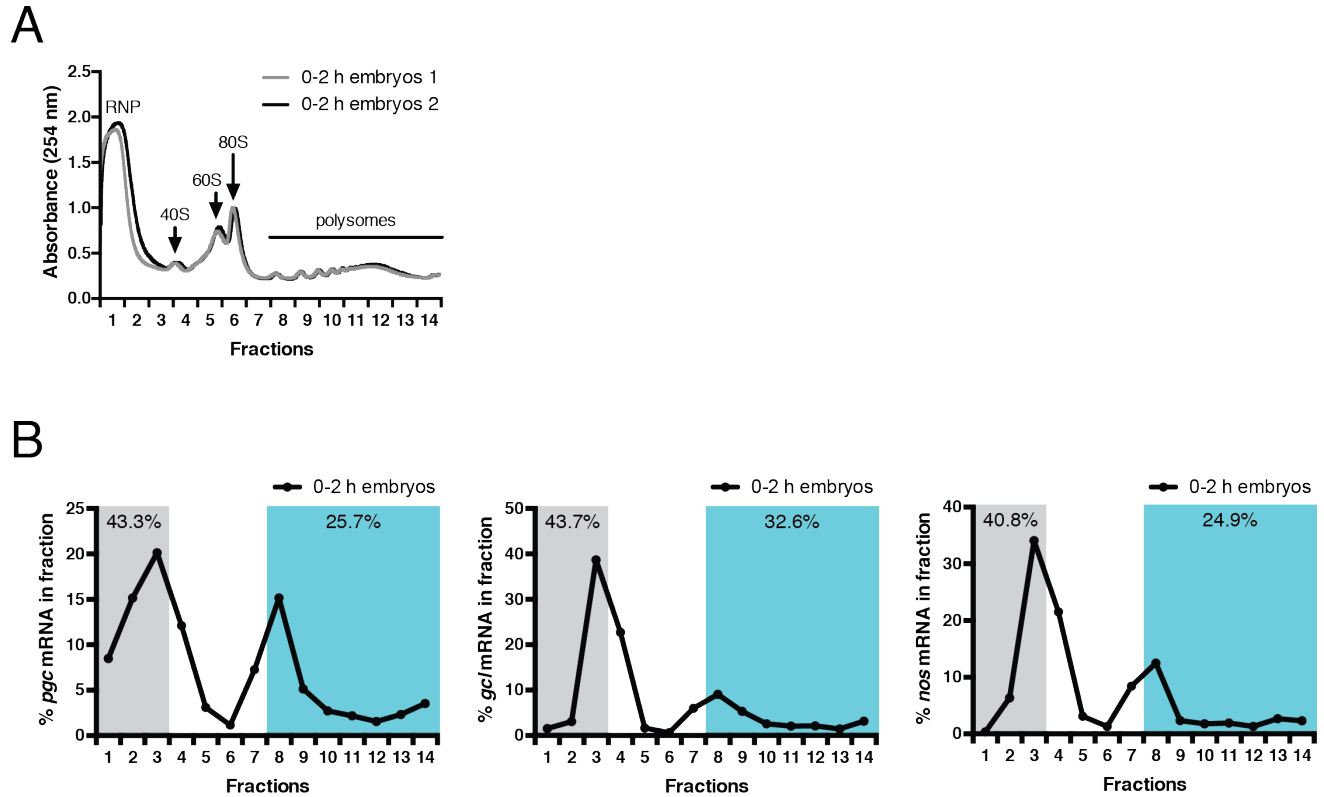 A
0-2 h embryos 1
0-2 h embryos 2
RNP
40S
60S
80S
polysomes
Absorbance (254 nm)
2.5
2.0
1.5
1.0
0.5
0.0
1 2 3 4 5 6 7 8 9 10 11 12 13 14
Fractions
B
0-2 h embryos
43.3%
25.7%
% pgc mRNA in fraction
25
20
15
10
5
0
1 2 3 4 5 6 7 8 9 10 11 12 13 14
Fractions
0-2 h embryos
43.7%
32.6%
% gcl mRNA in fraction
50
40
30
20
10
0
1 2 3 4 5 6 7 8 9 10 11 12 13 14
Fractions
0-2 h embryos
40.8%
24.9%
% nos mRNA in fraction
40
30
20
10
0
1 2 3 4 5 6 7 8 9 10 11 12 13 14
Fractions